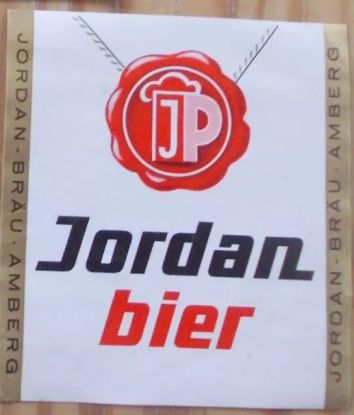 JORDAN-BRÄU AMBERG
JP
Jordan
bier
JORDAN BRÄU·AMBERG